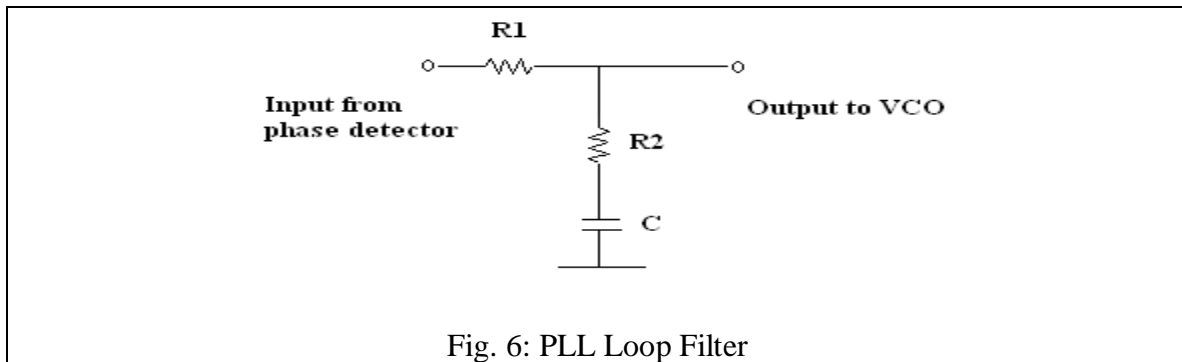 R1
Input from
phase detector
Output to VCO
R2
C
Fig. 6: PLL Loop Filter